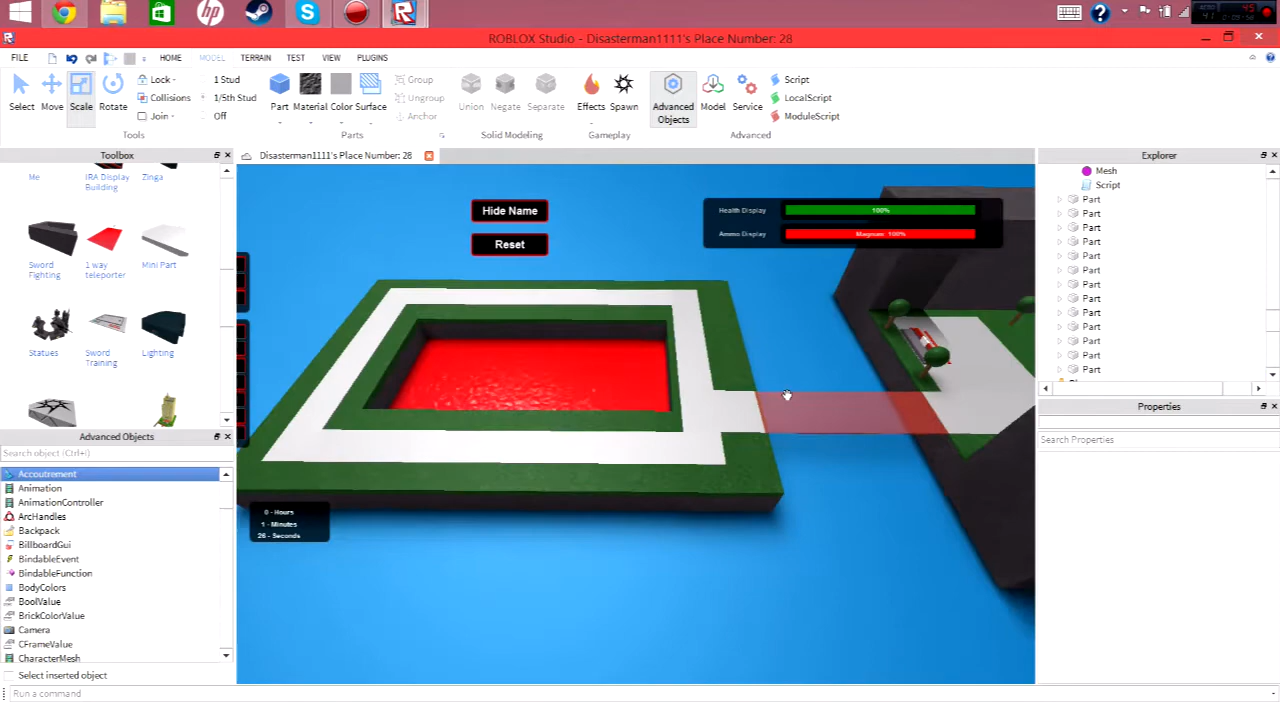 45
41 0:09:56
ROBLOX Studio - Disasterman1111's Place Number: 28
FILE HOME MODEL TERRAIN TEST VIEW PLUGINS
Select Move Scale Rotate
Lock
Collisions
Join
1 Stud
1/5th Stud
Off
Part Material Color Surface
Group
Ungroup
Anchor
Union Negate Separate
Effects Spawn
Advanced Objects
Model Service
Script
LocalScript
ModuleScript
Tools Parts Solid Modeling Gameplay Advanced
Toolbox
Disasterman1111's Place Number: 28
Explorer
Me
IRA Display Building
Zinga
Sword Fighting
1 way teleporter
Mini Part
Statues
Sword Training
Lighting
Advanced Objects
Search object (Ctrl+I)
Accoutrement
Animation
AnimationController
ArcHandles
Backpack
BillboardGui
BindableEvent
BindableFunction
BodyColors
BoolValue
BrickColorValue
Camera
CFrameValue
CharacterMesh
Select inserted object
Run a command
Hide Name
Reset
Health Display 100%
Ammo Display Magnum: 100%
0 - Hours
1 - Minutes
26 - Seconds
Mesh
Script
Part
Part
Part
Part
Part
Part
Part
Part
Part
Part
Part
Part
Part
Properties
Search Properties